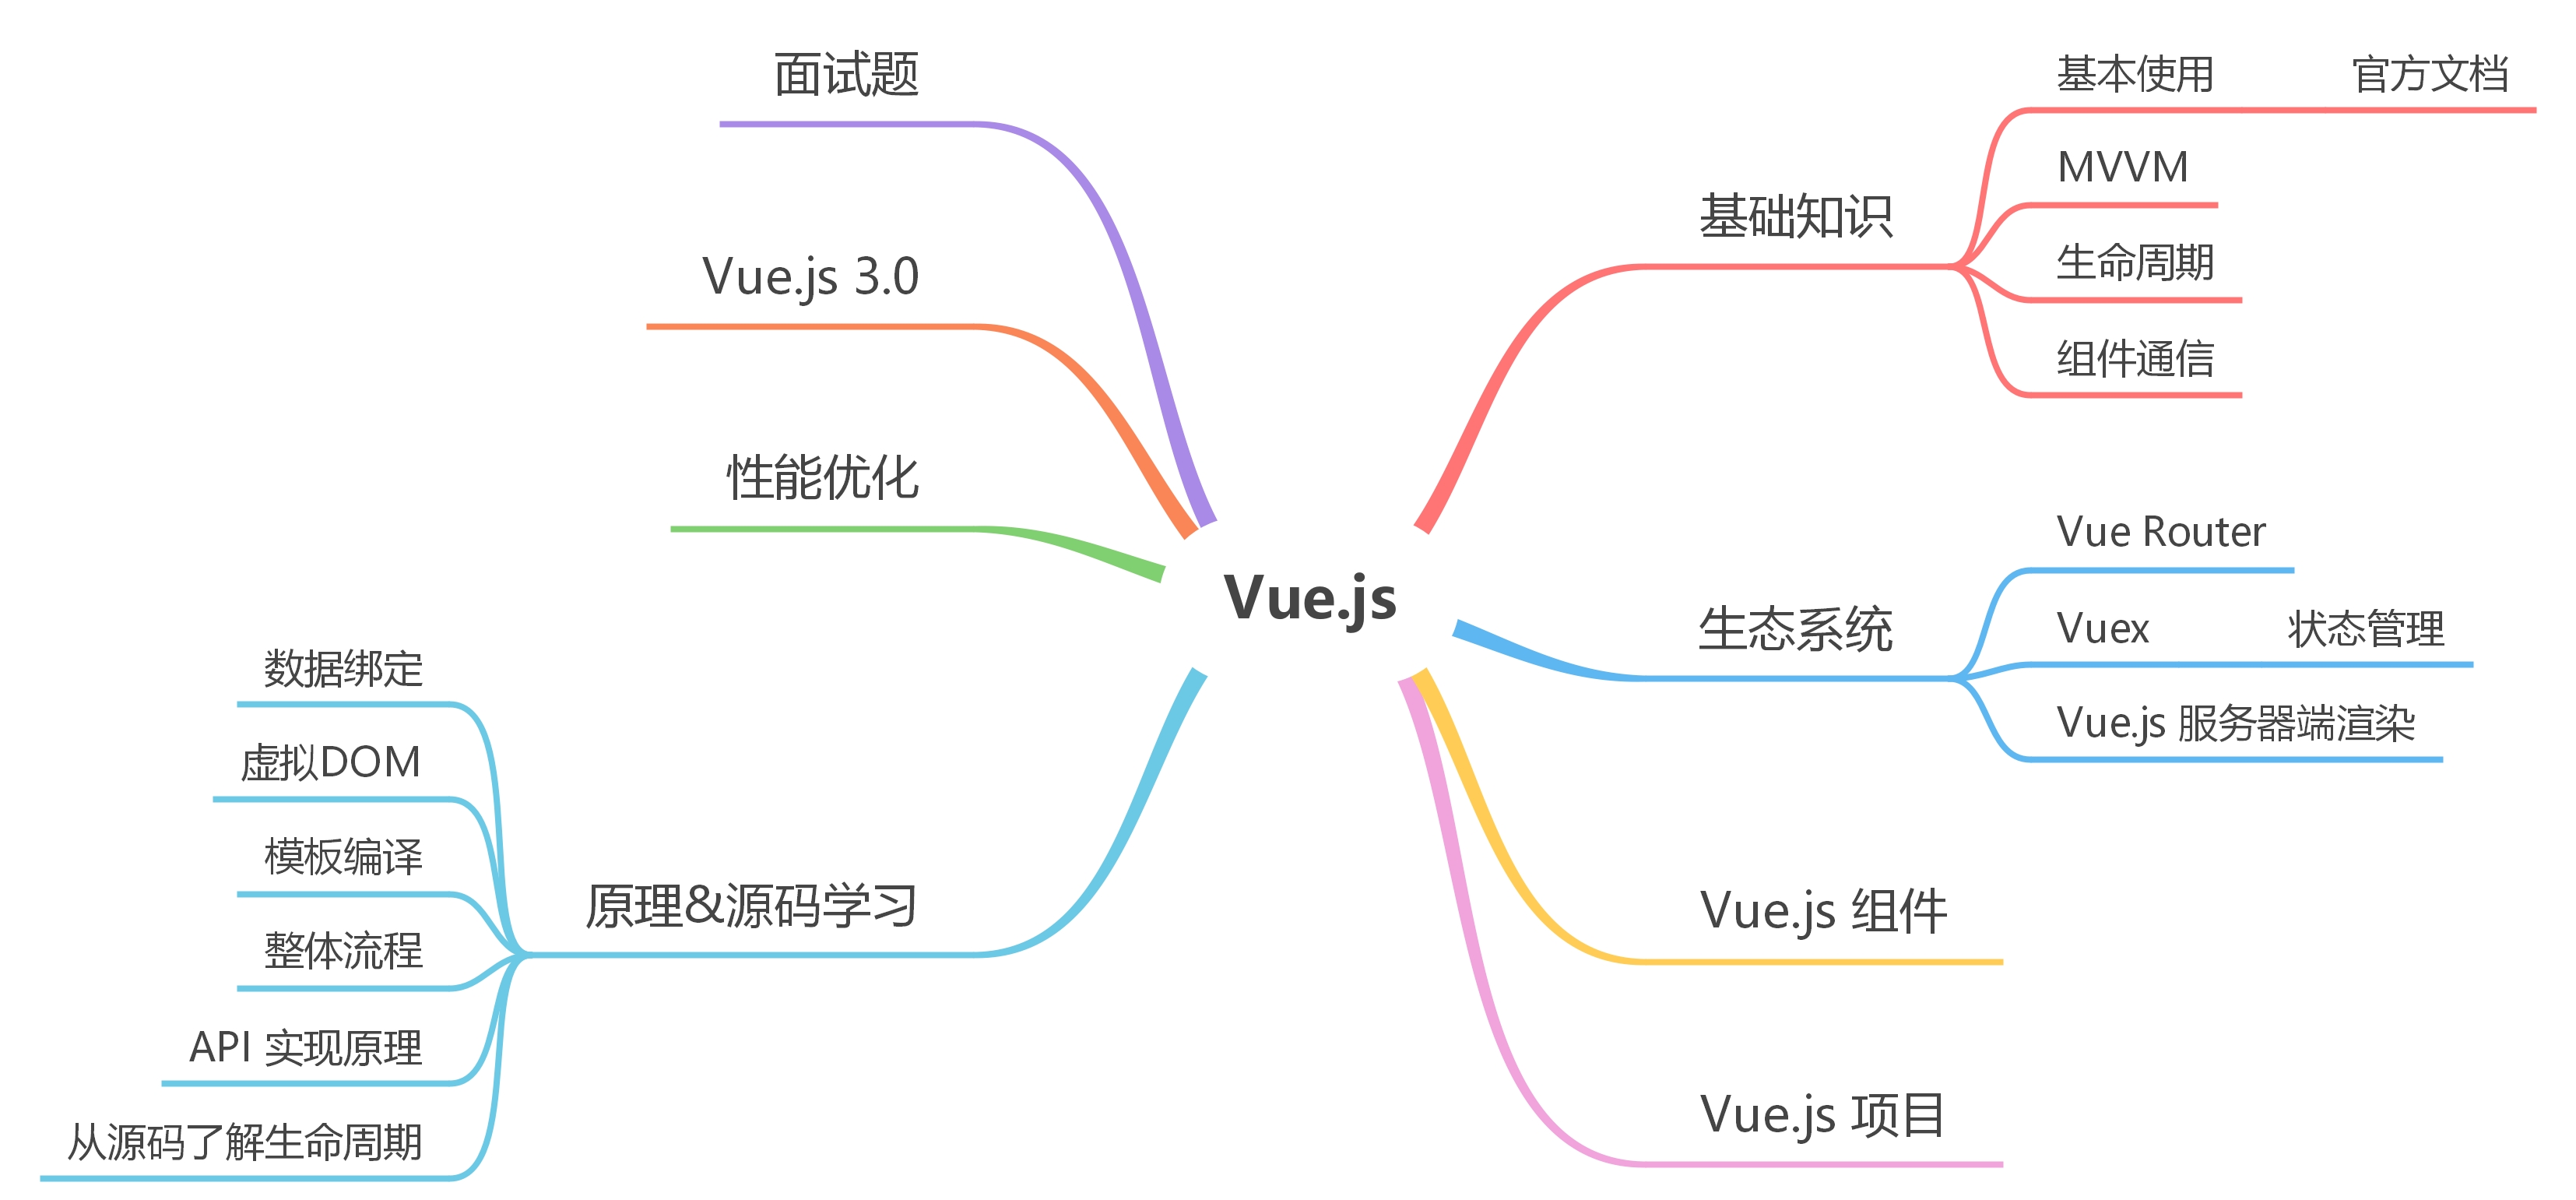 Vue.js
基础知识
基本使用
官方文档
MVVM
生命周期
组件通信
生态系统
Vue Router
Vuex
状态管理
Vue.js 服务器端渲染
Vue.js 组件
Vue.js 项目
面试题
Vue.js 3.0
性能优化
原理&源码学习
数据绑定
虚拟DOM
模板编译
整体流程
API 实现原理
从源码了解生命周期